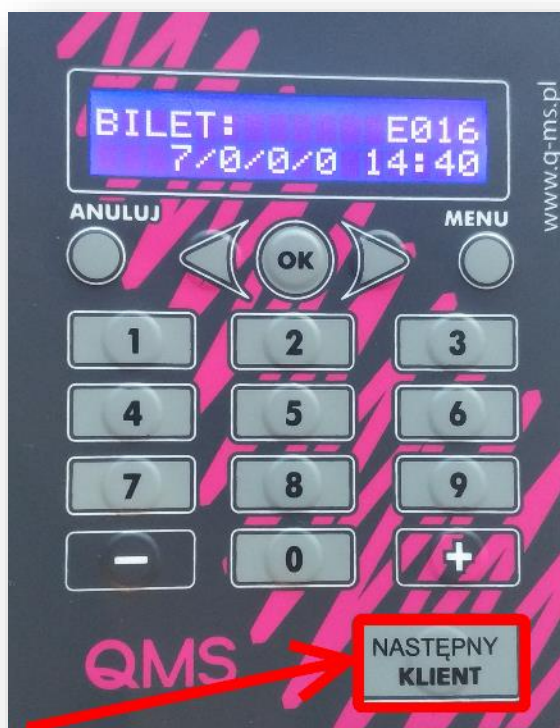 BILET: E016
7/0/0/0 14:40
www.q-ms.pl
ANULUJ MENU
OK
1 2 3
4 5 6
7 8 9
- 0 +
QMS
NASTĘPNY
KLIENT